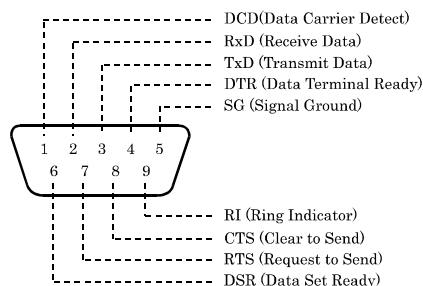 DCD(Data Carrier Detect)
RxD (Receive Data)
TxD (Transmit Data)
DTR (Data Terminal Ready)
SG (Signal Ground)
1 2 3 4 5
6 7 8 9
RI (Ring Indicator)
CTS (Clear to Send)
RTS (Request to Send)
DSR (Data Set Ready)